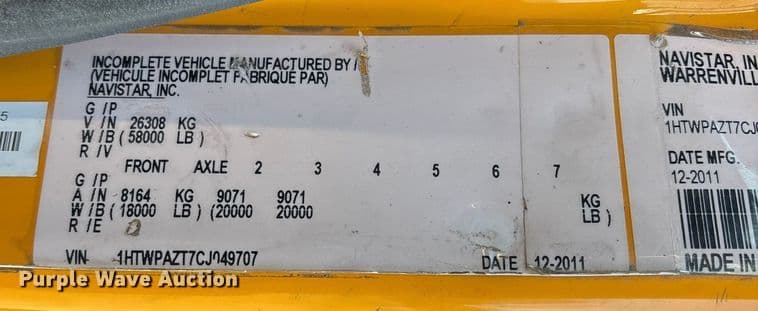 INCOMPLETE VEHICLE MANUFACTURED BY /
(VEHICULE INCOMPLET FABRIQUE PAR)
NAVISTAR, INC.
G /P
V / IN 26308 KG
W / B ( 58000 LB )
R / V
FRONT AXLE 2 3 4 5 6 7
G /P
A / N 8164 KG 9071 9071 KG
W / B ( 18000 LB ) (20000 20000 LB )
R / E
VIN- 1HTWPAZT7CJ049707 DATE 12-2011
NAVISTAR, IN
WARRENVILL
VIN
1HTWPAZT7CJ
DATE MFG.
12-2011
MADE IN
5
Purple Wave Auction